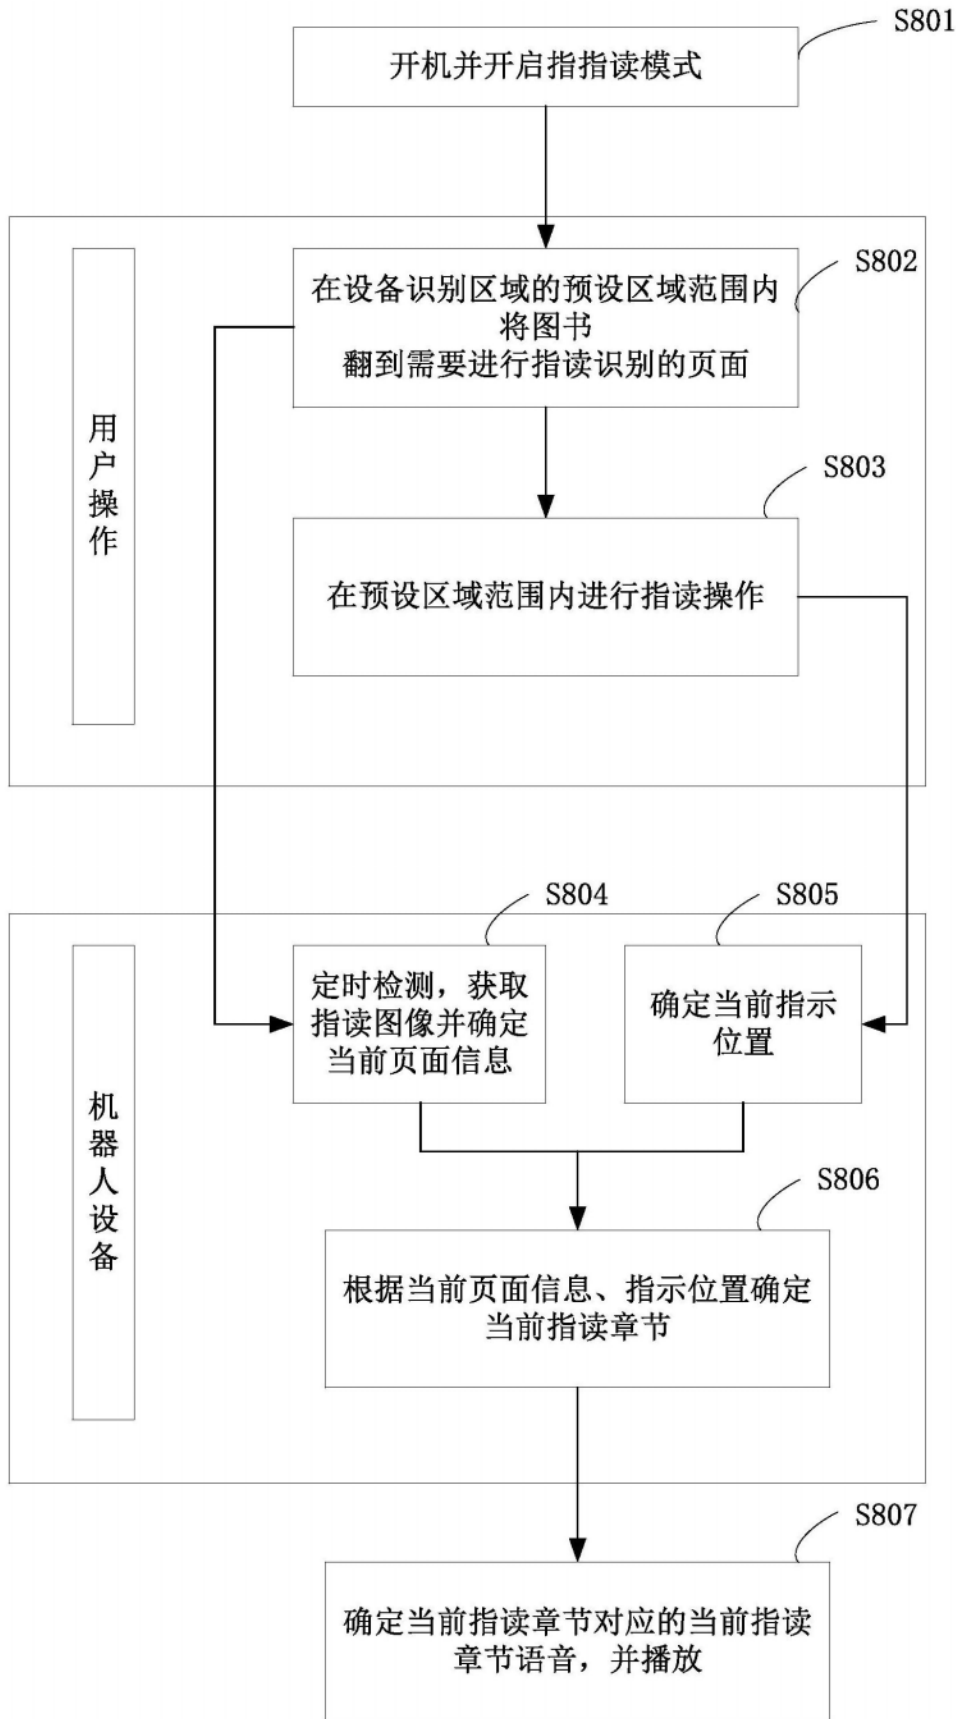 S801
开机并开启指指读模式
S802
在设备识别区域的预设区域范围内
将图书
翻到需要进行指读识别的页面
用户操作
S803
在预设区域范围内进行指读操作
S804
S805
定时检测，获取
指读图像并确定
当前页面信息
确定当前指示
位置
机器人设备
S806
根据当前页面信息、指示位置确定
当前指读章节
S807
确定当前指读章节对应的当前指读
章节语音，并播放